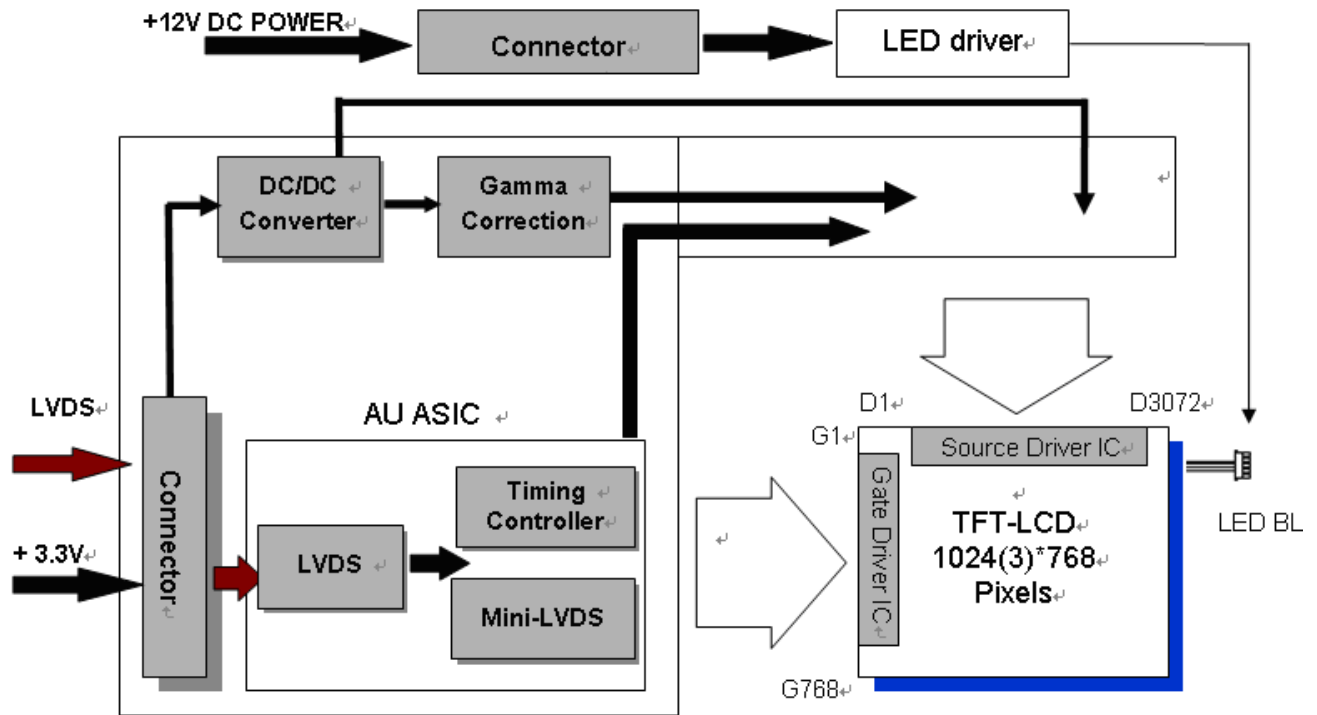 +12V DC POWER
Connector
LED driver
DC/DC
Converter
Gamma
Correction
LVDS
+ 3.3V
Connector
AU ASIC
LVDS
Timing
Controller
Mini-LVDS
D1
D3072
G1
Source Driver IC
Gate Driver IC
TFT-LCD
1024(3)*768
Pixels
LED BL
G768